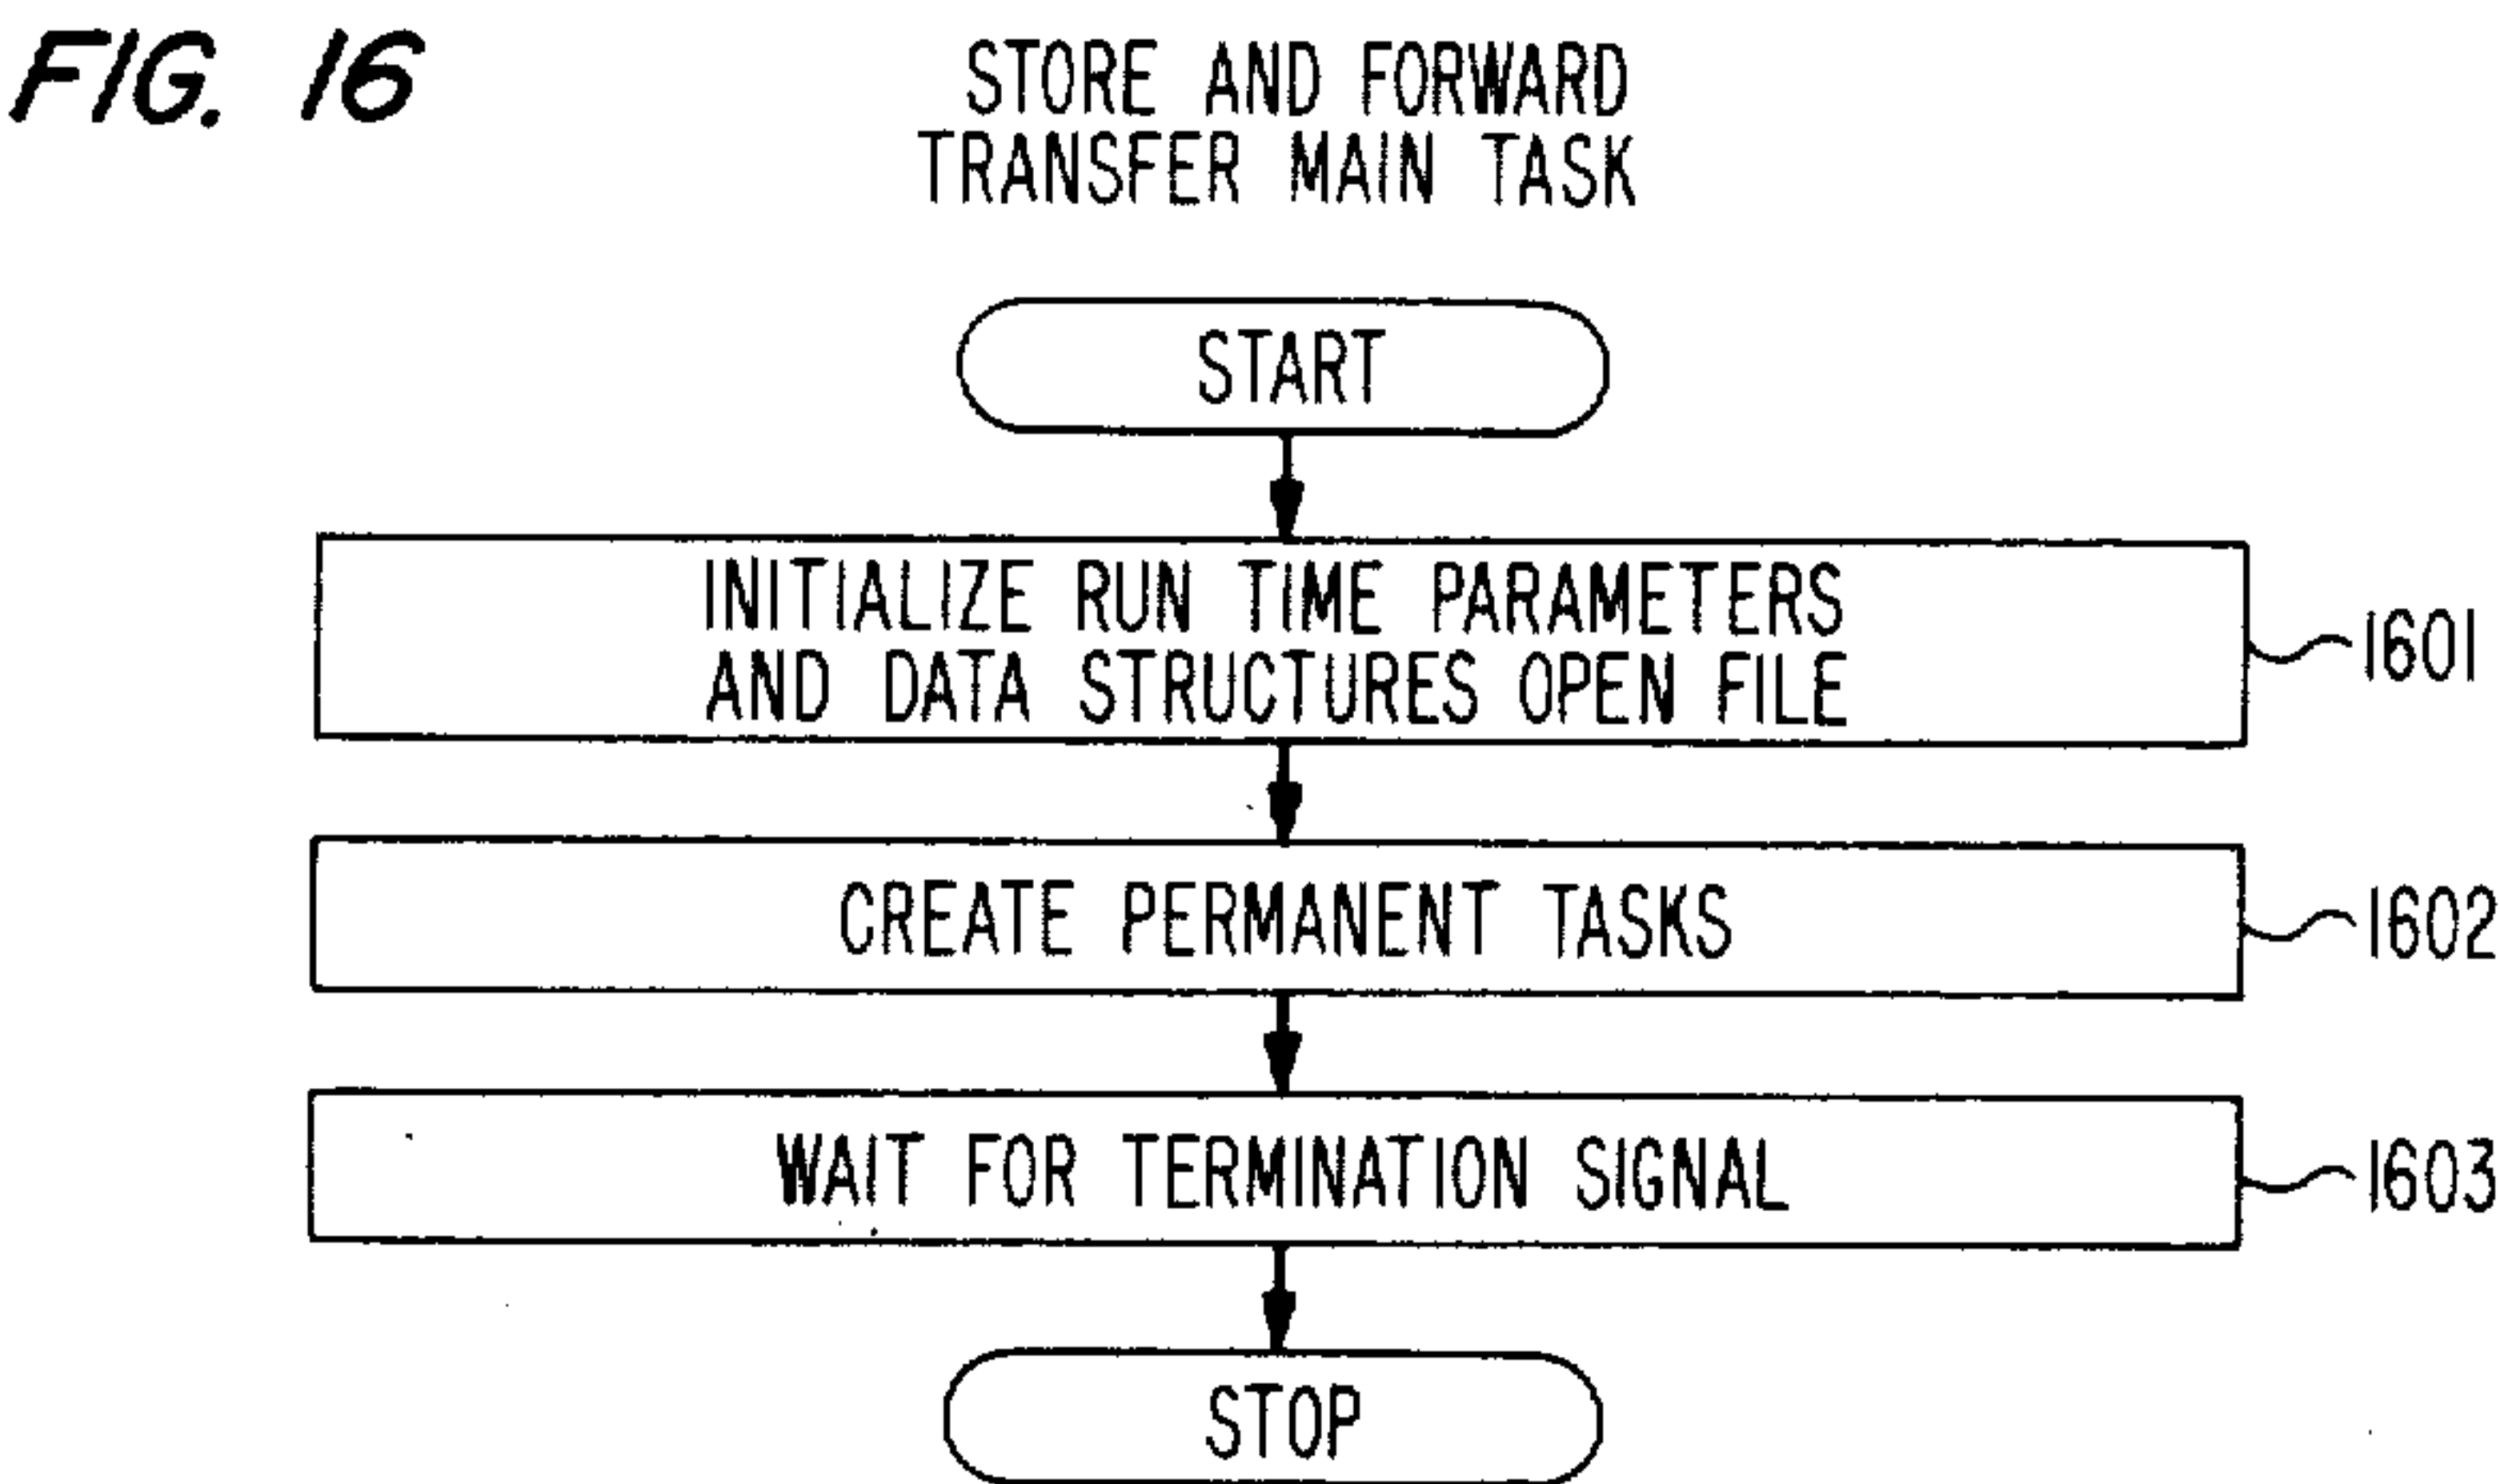 FIG. 16
STORE AND FORWARD
TRANSFER MAIN TASK
START
INITIALIZE RUN TIME PARAMETERS
AND DATA STRUCTURES OPEN FILE
1601
CREATE PERMANENT TASKS
1602
WAIT FOR TERMINATION SIGNAL
1603
STOP